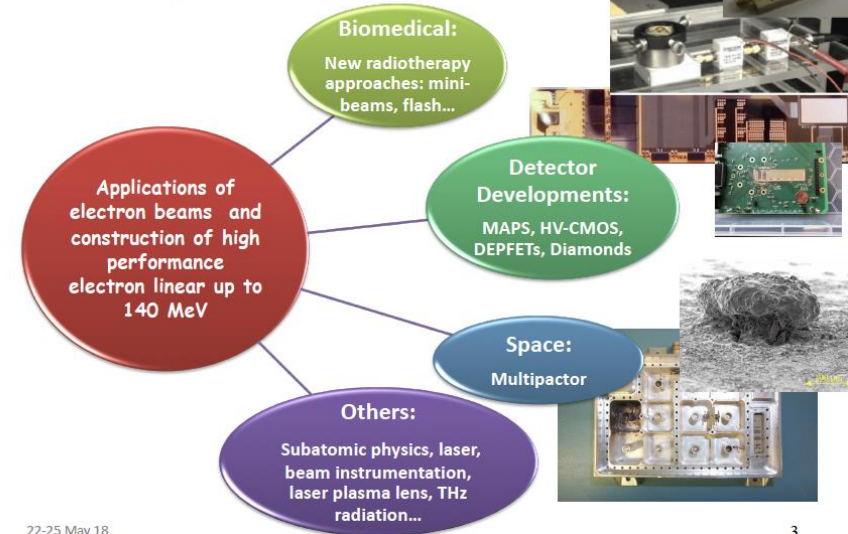 Biomedical:
New radiotherapy
approaches: mini-
beams, flash…
Applications of
electron beams and
construction of high
performance
electron linear up to
140 MeV
Detector
Developments:
MAPS, HV-CMOS,
DEPFETs, Diamonds
Space:
Multipactor
Others:
Subatomic physics, laser,
beam instrumentation,
laser plasma lens, THz
radiation…
22-25 May 18
3